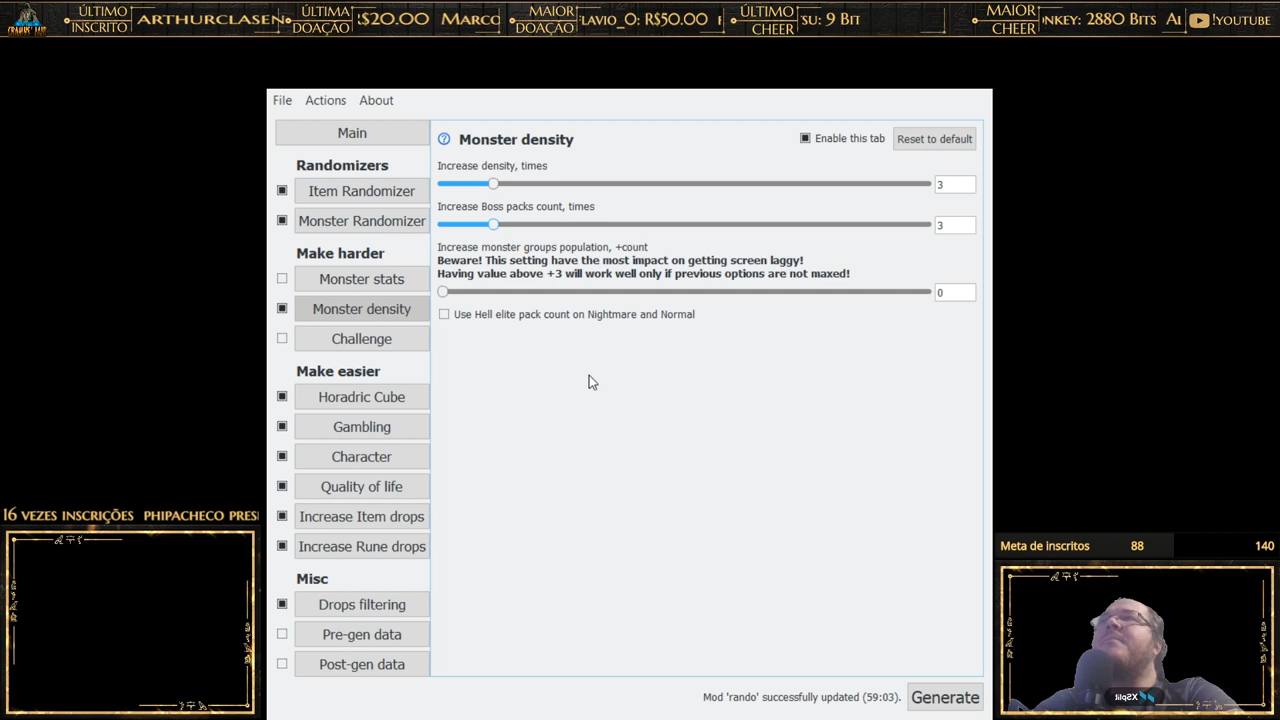 ÚLTIMO INSCRITO ARTHURCLASEN ÚLTIMA DOAÇÃO $20.00 MARCO MAIOR DOAÇÃO LAVIO_O: R$50.00 ÚLTIMO CHEER SU: 9 BIT MAIOR CHEER NKEY: 2880 BITS !YOUTUBE
File Actions About
Main
Randomizers
Item Randomizer
Monster Randomizer
Make harder
Monster stats
Monster density
Challenge
Make easier
Horadric Cube
Gambling
Character
Quality of life
Increase Item drops
Increase Rune drops
Misc
Drops filtering
Pre-gen data
Post-gen data
Monster density
Enable this tab
Reset to default
Increase density, times
3
Increase Boss packs count, times
3
Increase monster groups population, +count
Beware! This setting have the most impact on getting screen laggy!
Having value above +3 will work well only if previous options are not maxed!
0
Use Hell elite pack count on Nightmare and Normal
Mod 'rando' successfully updated (59:03).
Generate
16 VEZES INSCRIÇÕES PHIPACHECO PRES
Meta de inscritos 88 140
XSplit